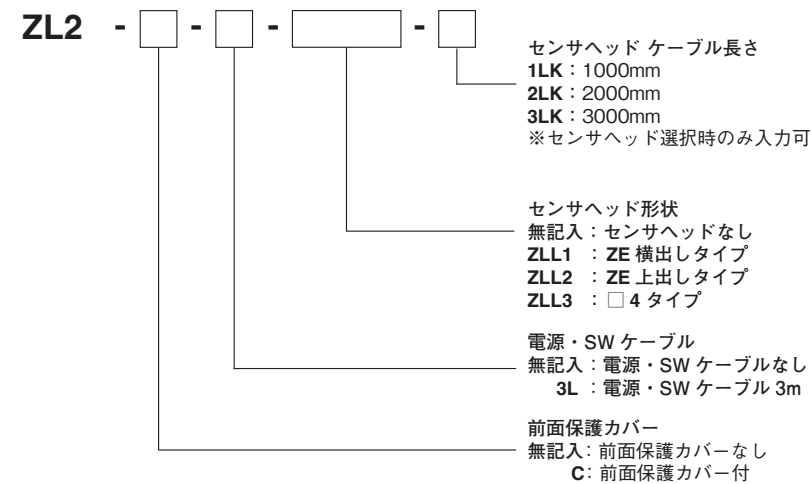 ZL2 - □ - □ - □ - □
センサヘッド ケーブル長さ
1LK：1000mm
2LK：2000mm
3LK：3000mm
※センサヘッド選択時のみ入力可
センサヘッド形状
無記入：センサヘッドなし
ZLL1 ：ZE 横出しタイプ
ZLL2 ：ZE 上出しタイプ
ZLL3 ：□ 4 タイプ
電源・SW ケーブル
無記入：電源・SW ケーブルなし
3L ：電源・SW ケーブル 3m
前面保護カバー
無記入：前面保護カバーなし
C：前面保護カバー付